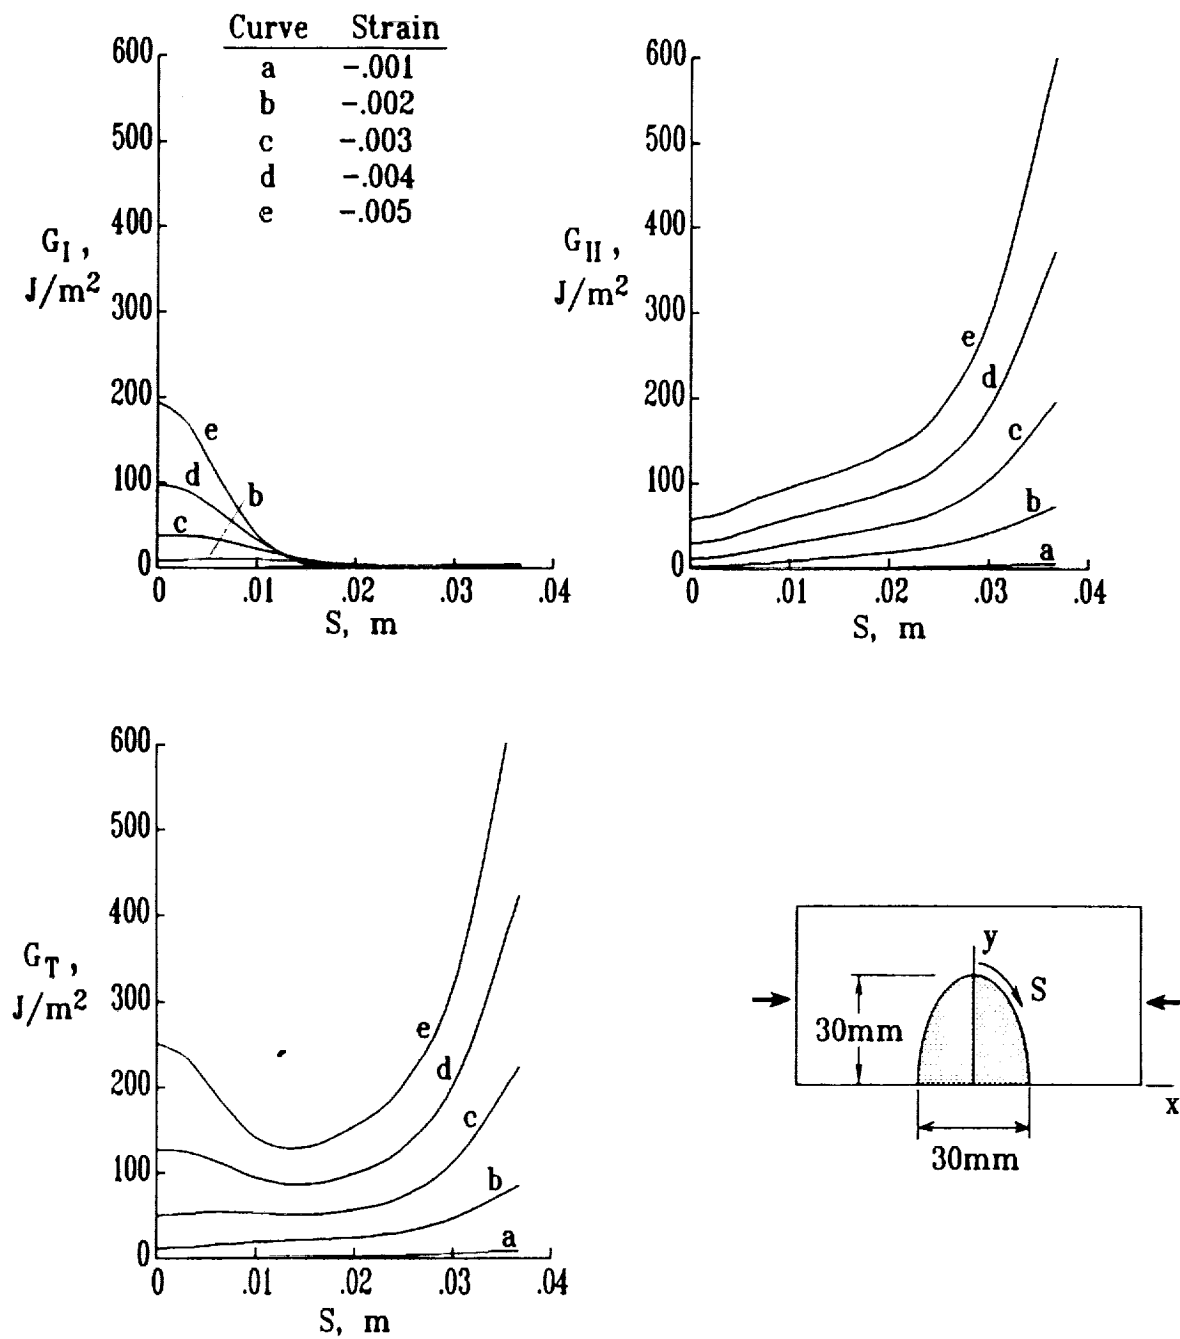 Curve Strain
a -.001
b -.002
c -.003
d -.004
e -.005
600
500
400
300
200
100
0
G_I ,
J/m²
e
d
b
c
0 .01 .02 .03 .04
S, m
600
500
400
300
200
100
0
G_II ,
J/m²
e
d
c
b
a
0 .01 .02 .03 .04
S, m
600
500
400
300
200
100
0
G_T ,
J/m²
e
d
c
b
a
0 .01 .02 .03 .04
S, m
y
S
30mm
x
30mm